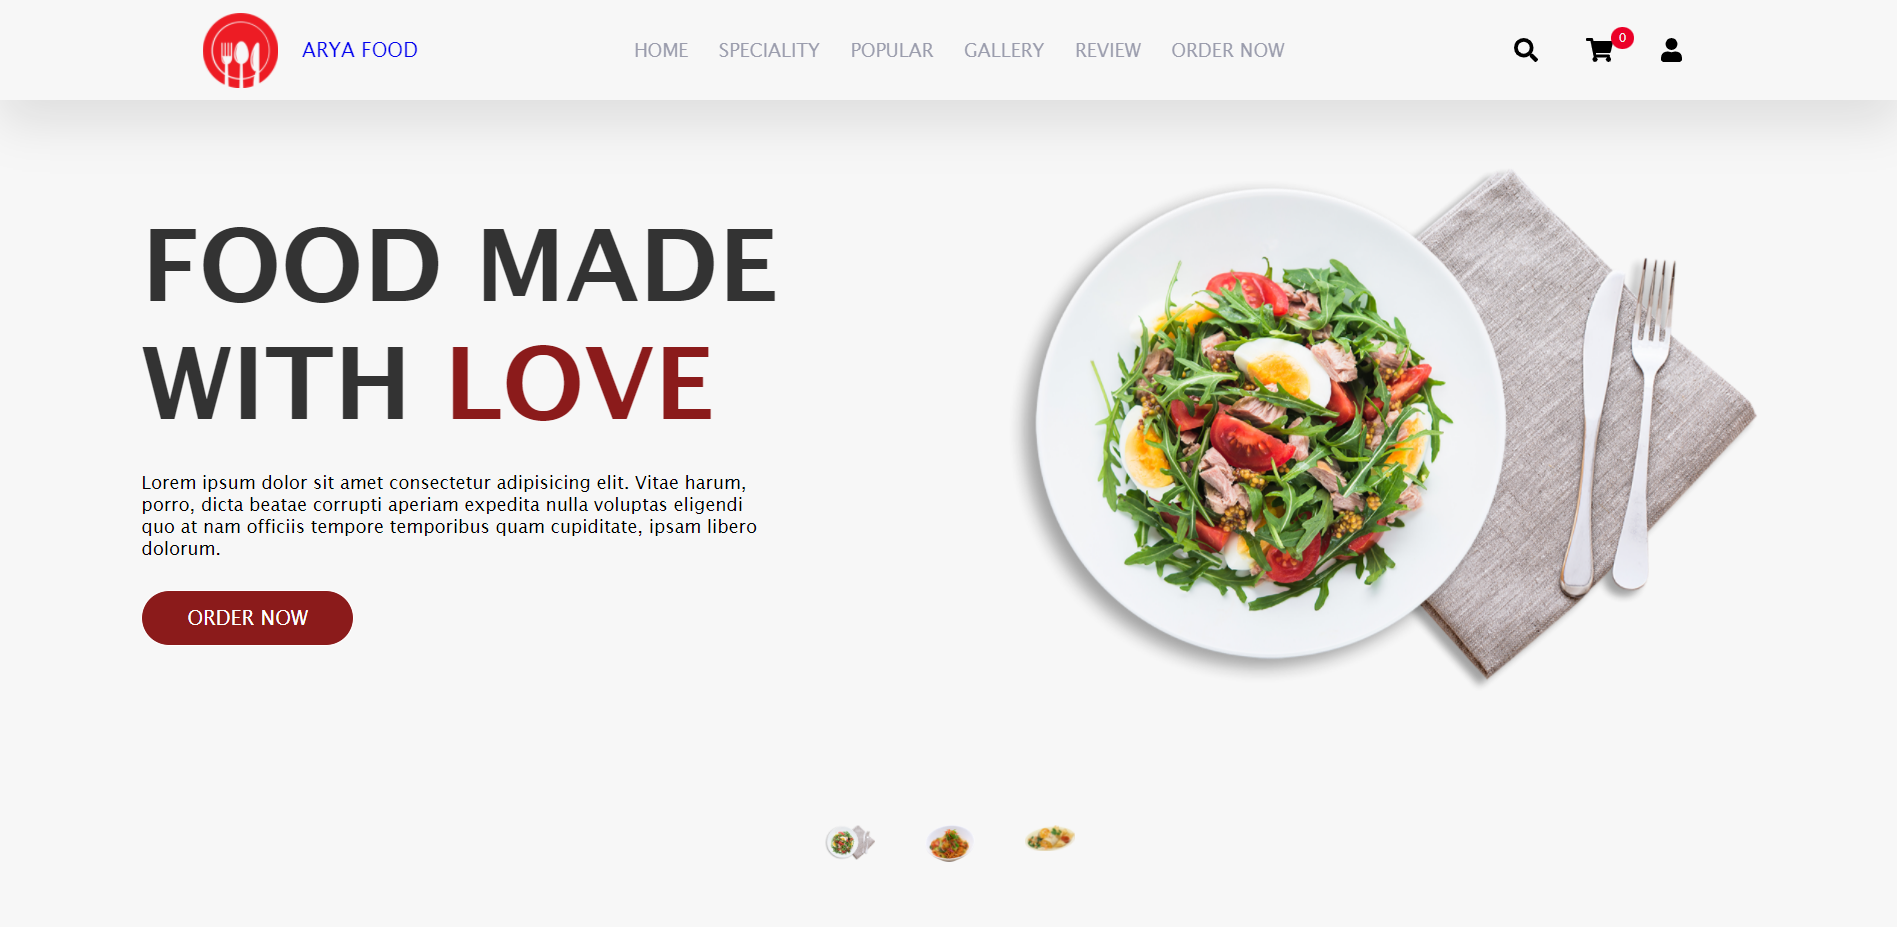 ARYA FOOD
HOME SPECIALITY POPULAR GALLERY REVIEW ORDER NOW
0
FOOD MADE
WITH LOVE
Lorem ipsum dolor sit amet consectetur adipisicing elit. Vitae harum,
porro, dicta beatae corrupti aperiam expedita nulla voluptas eligendi
quo at nam officiis tempore temporibus quam cupiditate, ipsam libero
dolorum.
ORDER NOW